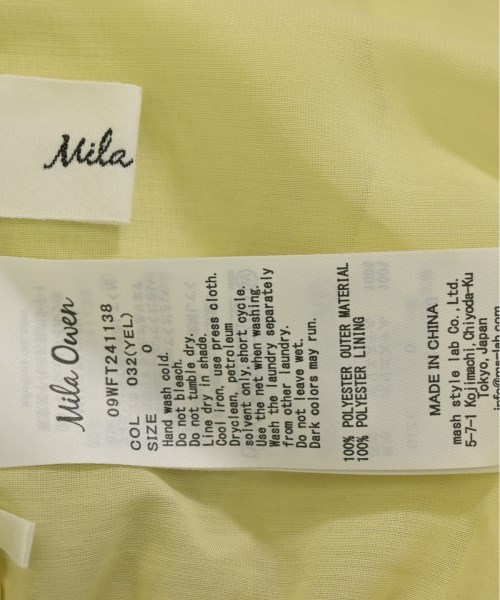 Mila
Mila Owen
09WFT241138
COL 032(YEL)
SIZE 0
Hand wash cold.
Do not bleach.
Do not tumble dry.
Line dry in shade.
Cool iron, use press cloth.
Dryclean, petroleum
solvent only, short cycle.
Use the net when washing.
Wash the laundry separately
from other laundry.
Do not leave wet.
Dark colors may run.
100% POLYESTER OUTER MATERIAL
100% POLYESTER LINING
MADE IN CHINA
mash style lab Co., Ltd.
5-7-1 Kojimachi, Chiyoda-Ku
Tokyo, Japan